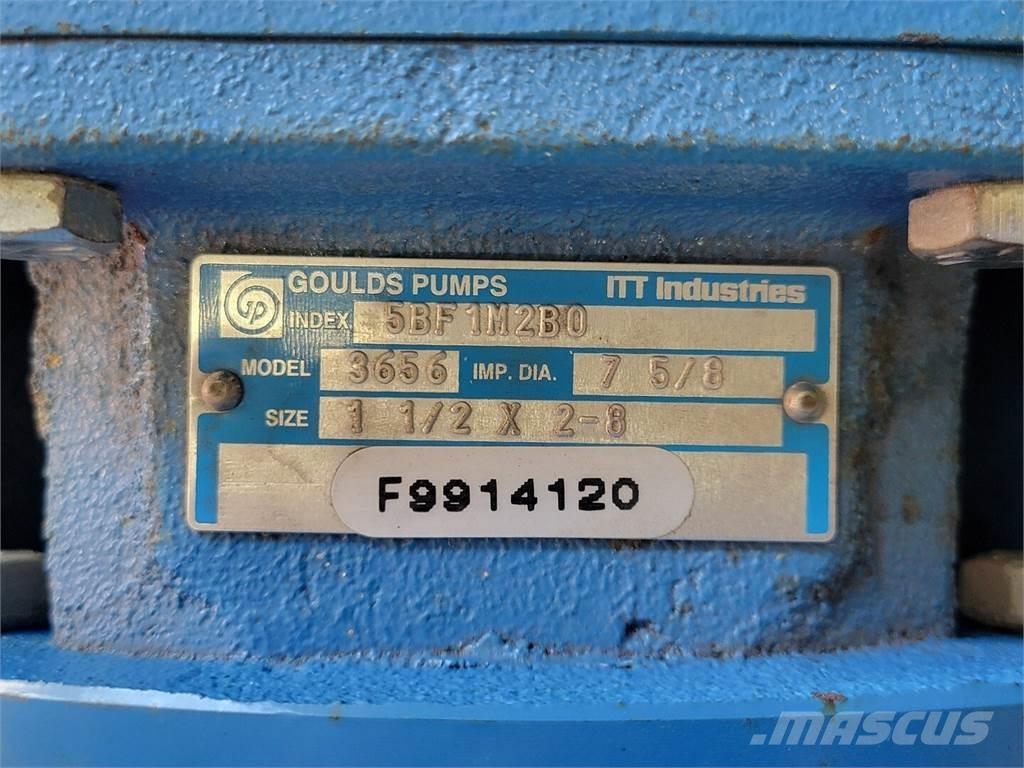 GOULDS PUMPS ITT Industries
INDEX 5BF1M2B0
MODEL 3656 IMP. DIA. 7 5/8
SIZE 1 1/2 X 2-8
F9914120
MASCUS